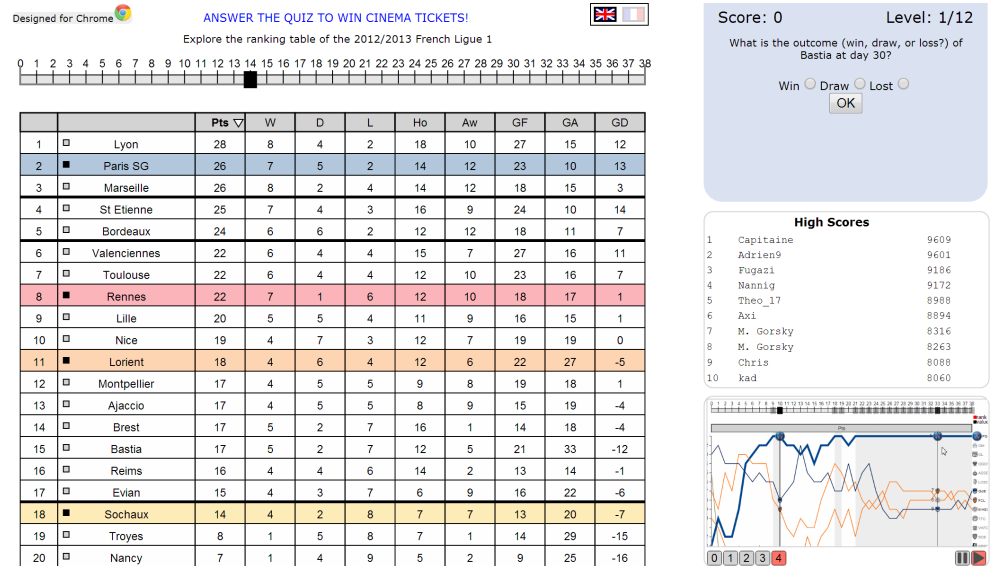 Designed for Chrome
ANSWER THE QUIZ TO WIN CINEMA TICKETS!
Explore the ranking table of the 2012/2013 French Ligue 1
0 1 2 3 4 5 6 7 8 9 10 11 12 13 14 15 16 17 18 19 20 21 22 23 24 25 26 27 28 29 30 31 32 33 34 35 36 37 38
Pts W D L Ho Aw GF GA GD
1 Lyon 28 8 4 2 18 10 27 15 12
2 Paris SG 26 7 5 2 14 12 23 10 13
3 Marseille 26 8 2 4 14 12 18 15 3
4 St Etienne 25 7 4 3 16 9 24 10 14
5 Bordeaux 24 6 6 2 12 12 18 11 7
6 Valenciennes 22 6 4 4 15 7 27 16 11
7 Toulouse 22 6 4 4 12 10 23 16 7
8 Rennes 22 7 1 6 12 10 18 17 1
9 Lille 20 5 5 4 11 9 16 15 1
10 Nice 19 4 7 3 12 7 19 19 0
11 Lorient 18 4 6 4 12 6 22 27 -5
12 Montpellier 17 4 5 5 9 8 19 18 1
13 Ajaccio 17 4 5 5 8 9 15 19 -4
14 Brest 17 5 2 7 16 1 14 18 -4
15 Bastia 17 5 2 7 12 5 21 33 -12
16 Reims 16 4 4 6 14 2 13 14 -1
17 Evian 15 4 3 7 6 9 16 22 -6
18 Sochaux 14 4 2 8 7 7 13 20 -7
19 Troyes 8 1 5 8 7 1 14 29 -15
20 Nancy 7 1 4 9 5 2 9 25 -16
Score: 0 Level: 1/12
What is the outcome (win, draw, or loss?) of
Bastia at day 30?
Win Draw Lost
OK
High Scores
1 Capitaine 9609
2 Adrien9 9601
3 Fugazi 9186
4 Nannig 9172
5 Theo_17 8988
6 Axi 8894
7 M. Gorsky 8316
8 M. Gorsky 8263
9 Chris 8088
10 kad 8060
Pts
0 1 2 3 4